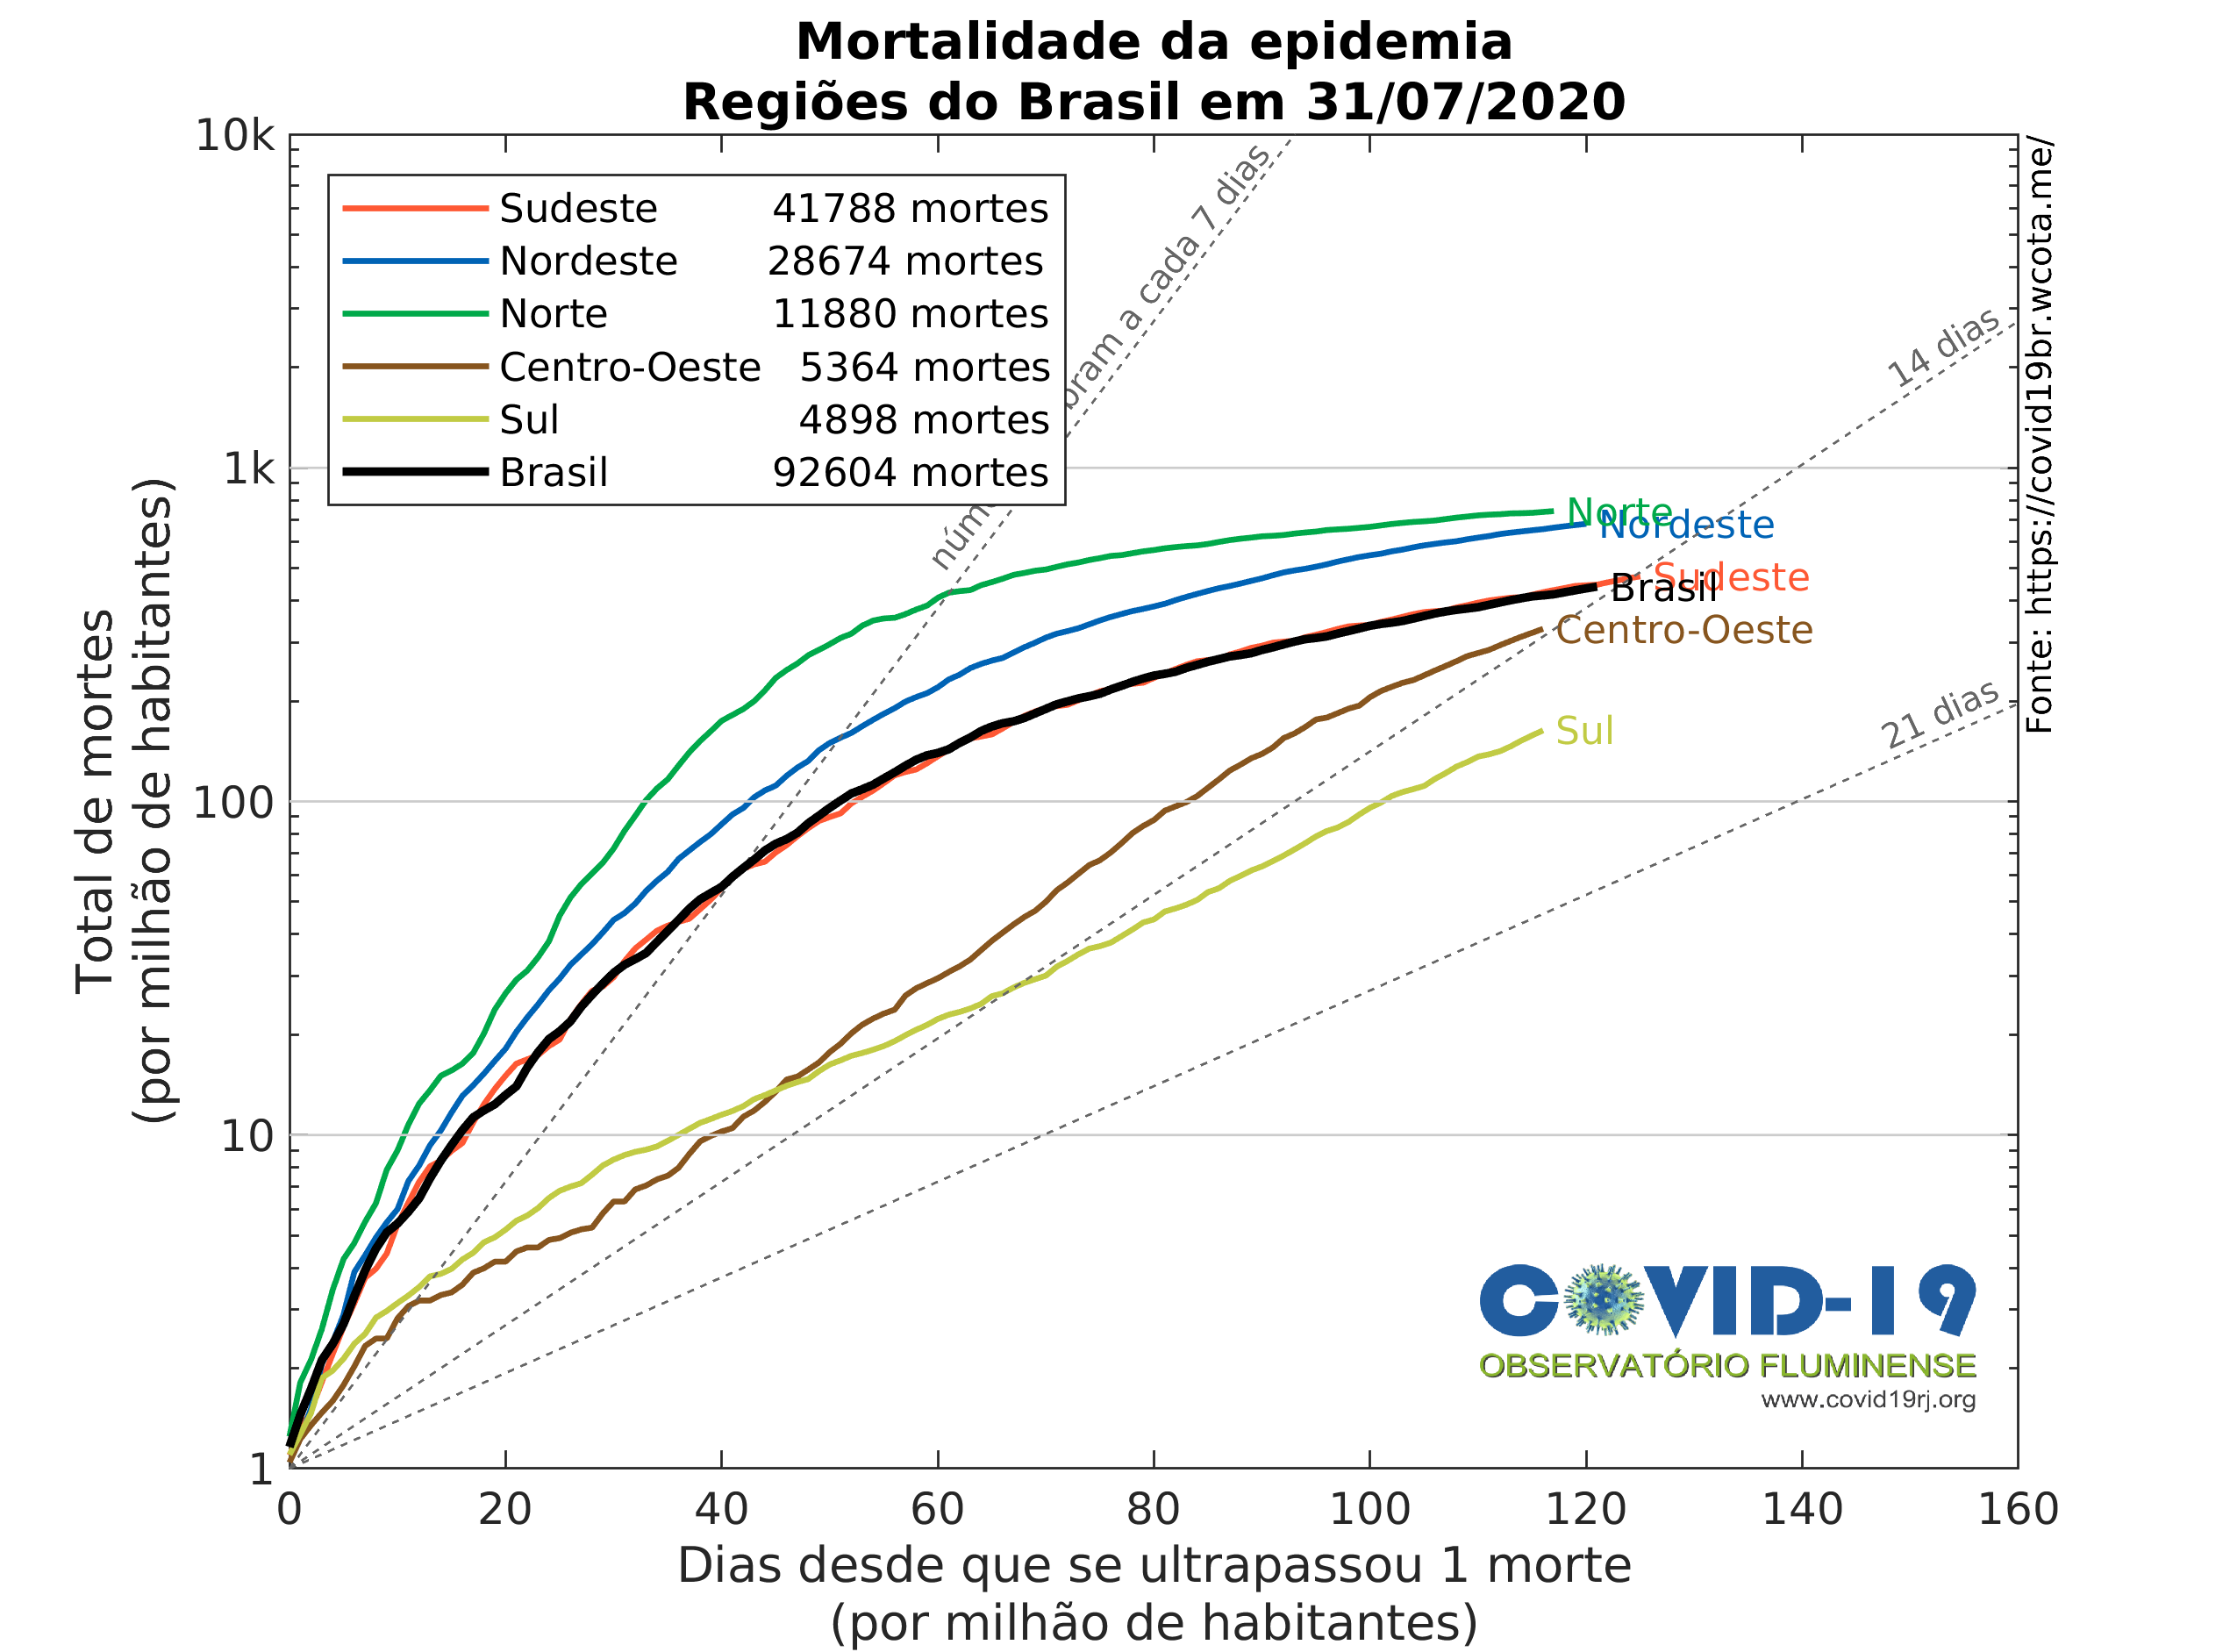 Mortalidade da epidemia
Regiões do Brasil em 31/07/2020
Total de mortes
(por milhão de habitantes)
10k
1k
100
10
1
Sudeste 41788 mortes
Nordeste 28674 mortes
Norte 11880 mortes
Centro-Oeste 5364 mortes
Sul 4898 mortes
Brasil 92604 mortes
a cada 7 dias
14 dias
21 dias
Norte
Nordeste
Sudeste
Brasil
Centro-Oeste
Sul
Fonte: https://covid19br.wcota.me/
COVID-19
OBSERVATÓRIO FLUMINENSE
www.covid19rj.org
0 20 40 60 80 100 120 140 160
Dias desde que se ultrapassou 1 morte
(por milhão de habitantes)